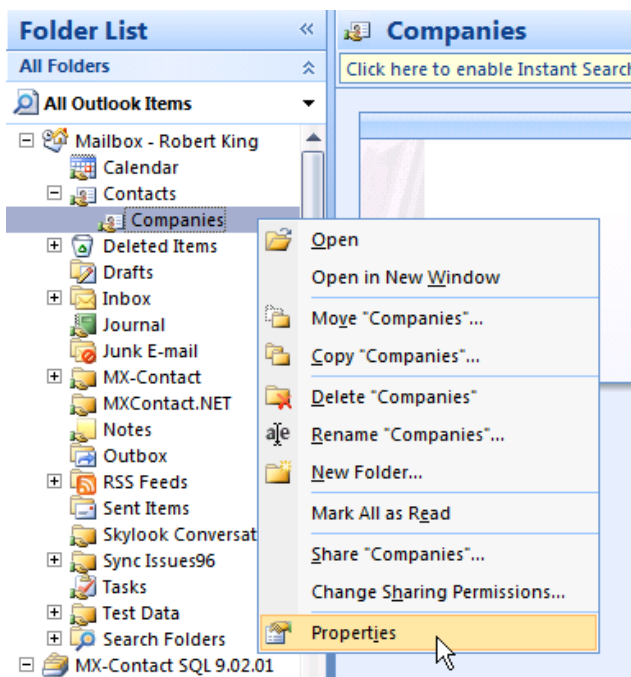 Folder List «
All Folders
All Outlook Items
Mailbox - Robert King
Calendar
Contacts
Companies
Deleted Items
Drafts
Inbox
Journal
Junk E-mail
MX-Contact
MXContact.NET
Notes
Outbox
RSS Feeds
Sent Items
Skylook Conversat
Sync Issues96
Tasks
Test Data
Search Folders
MX-Contact SQL 9.02.01
Companies
Click here to enable Instant Search
Open
Open in New Window
Move "Companies"...
Copy "Companies"...
Delete "Companies"
Rename "Companies"...
New Folder...
Mark All as Read
Share "Companies"...
Change Sharing Permissions...
Properties